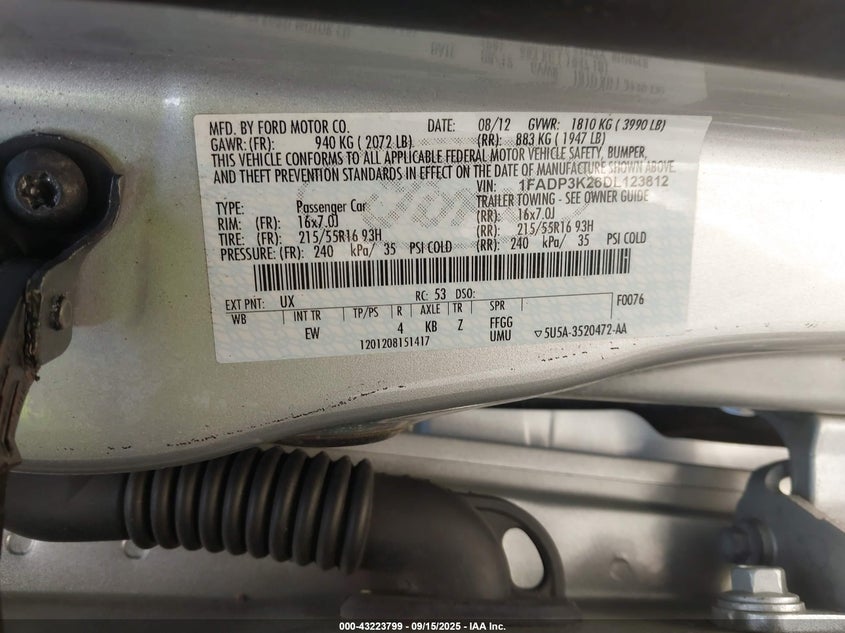 MFD. BY FORD MOTOR CO. DATE: 08/12 GVWR: 1810 KG ( 3990 LB)
GAWR: (FR): 940 KG ( 2072 LB) (RR): 883 KG ( 1947 LB)
THIS VEHICLE CONFORMS TO ALL APPLICABLE FEDERAL MOTOR VEHICLE SAFETY, BUMPER,
AND THEFT PREVENTION STANDARDS IN EFFECT ON THE DATE OF MANUFACTURE SHOWN ABOVE.
VIN: 1FADP3K26DL123812
TRAILER TOWING - SEE OWNER GUIDE
TYPE: Passenger Car
RIM: (FR): 16x7.0J (RR): 16x7.0J
TIRE: (FR): 215/55R16 93H (RR): 215/55R16 93H
PRESSURE: (FR): 240 kPa/ 35 PSI COLD (RR): 240 kPa/ 35 PSI COLD
EXT PNT: UX RC: 53 DSO: F0076
WB INT TR TP/PS R AXLE TR SPR
EW 4 KB Z FFGG
UMU
1201208151417
5U5A-3520472-AA
000-43223799 - 09/15/2025 - IAA Inc.